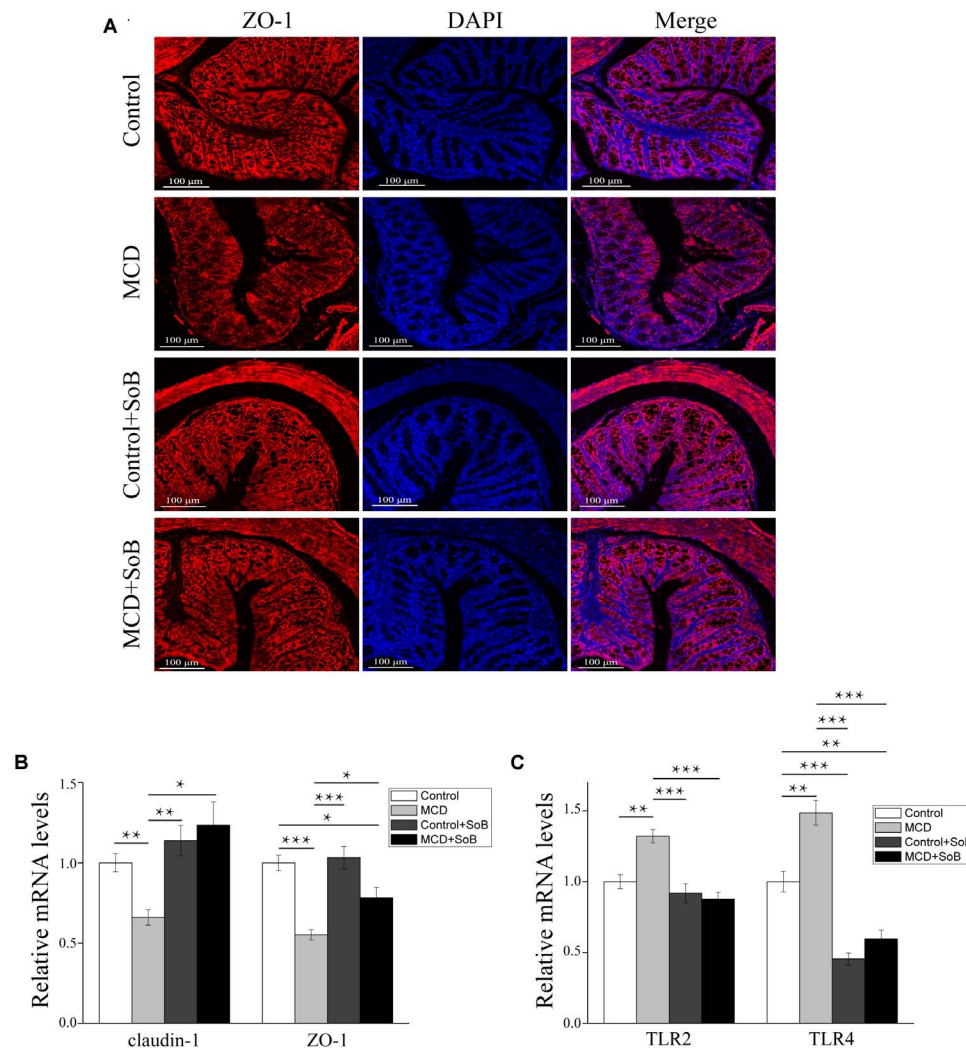 A
ZO-1 DAPI Merge
Control
100 μm 100 μm 100 μm
MCD
100 μm 100 μm 100 μm
Control+SoB
100 μm 100 μm 100 μm
MCD+SoB
100 μm 100 μm 100 μm
B
Relative mRNA levels
1.5
1.0
0.5
0.0
** ** *
*** * *** *
Control
MCD
Control+SoB
MCD+SoB
claudin-1 ZO-1
C
Relative mRNA levels
1.5
1.0
0.5
0.0
** *** ***
** *** ** *** ***
Control
MCD
Control+SoB
MCD+SoB
TLR2 TLR4